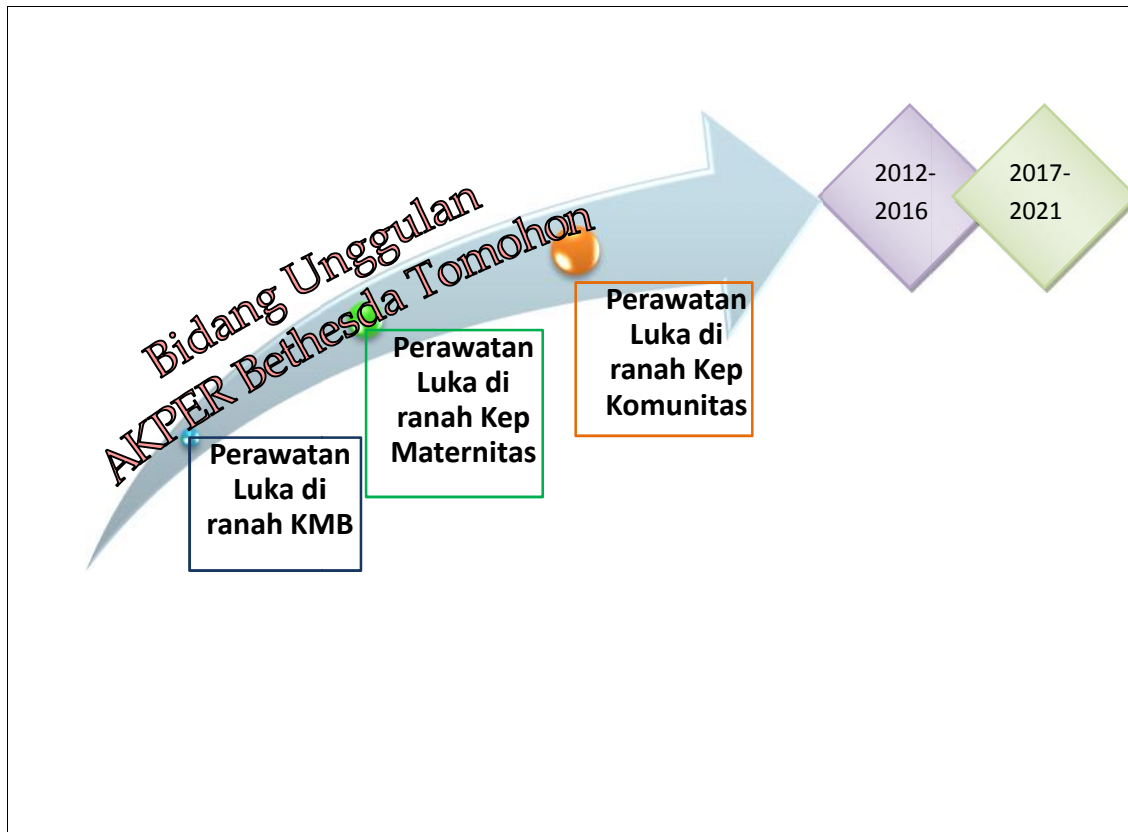 Bidang Unggulan
AKPER Bethesda Tomohon
Perawatan
Luka di
ranah KMB
Perawatan
Luka di
ranah Kep
Maternitas
Perawatan
Luka di
ranah Kep
Komunitas
2012-
2016
2017-
2021